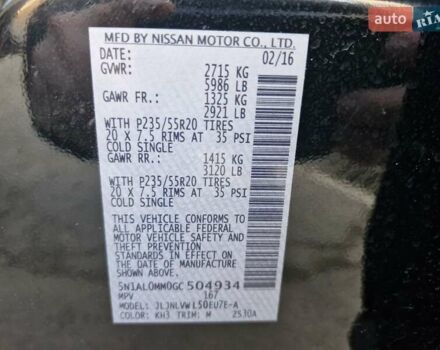 MFD BY NISSAN MOTOR CO., LTD.
DATE: 02/16
GVWR: 2715 KG
5986 LB
GAWR FR.: 1325 KG
2921 LB
WITH P235/55R20 TIRES
20 X 7.5 RIMS AT 35 PSI
COLD SINGLE
GAWR RR.: 1415 KG
3120 LB
WITH P235/55R20 TIRES
20 X 7.5 RIMS AT 35 PSI
COLD SINGLE
THIS VEHICLE CONFORMS TO
ALL APPLICABLE FEDERAL
MOTOR VEHICLE SAFETY AND
THEFT PREVENTION
STANDARDS IN EFFECT ON
THE DATE OF MANUFACTURE
SHOWN ABOVE.
5N1AL0MM0GC504934
MPV 167
MODEL: JLJNLVWL50EU7E-A
COLOR: KH3 TRIM: M 2530A
RIA